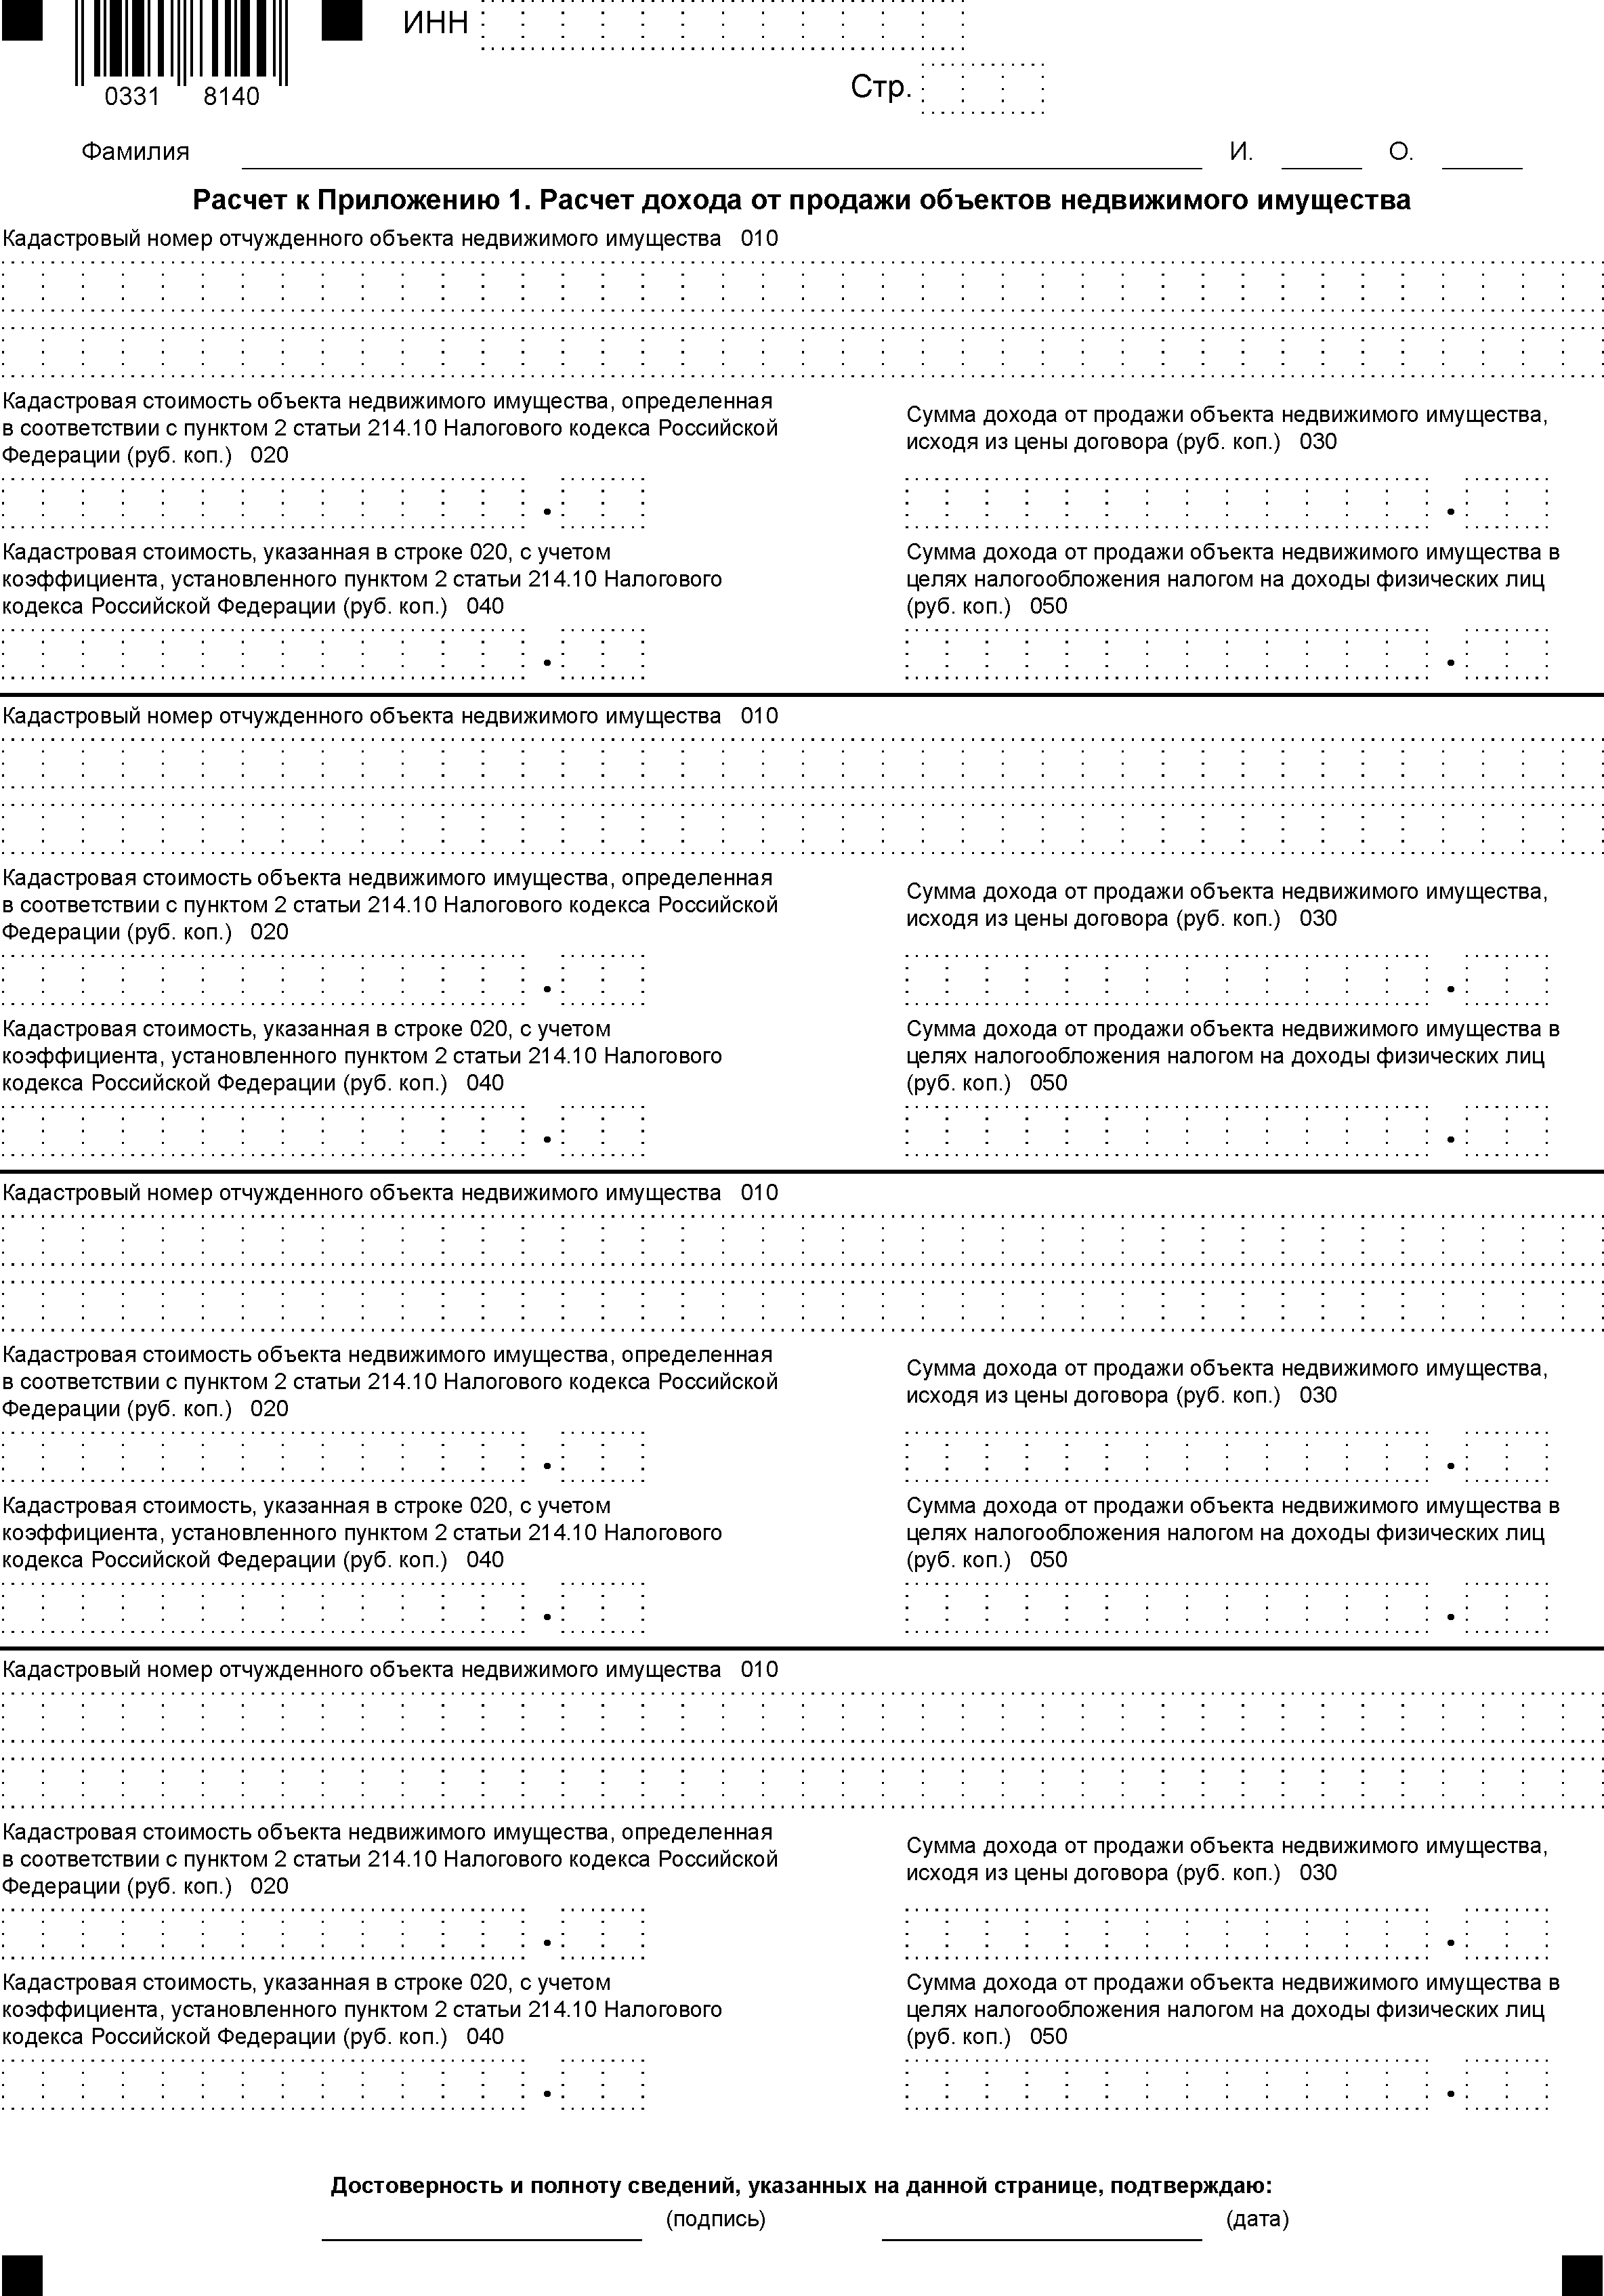 ИНН
0331 8140
Стр.
Фамилия И. О.
Расчет к Приложению 1. Расчет дохода от продажи объектов недвижимого имущества
Кадастровый номер отчужденного объекта недвижимого имущества 010
Кадастровая стоимость объекта недвижимого имущества, определенная
в соответствии с пунктом 2 статьи 214.10 Налогового кодекса Российской
Федерации (руб. коп.) 020
Сумма дохода от продажи объекта недвижимого имущества,
исходя из цены договора (руб. коп.) 030
Кадастровая стоимость, указанная в строке 020, с учетом
коэффициента, установленного пунктом 2 статьи 214.10 Налогового
кодекса Российской Федерации (руб. коп.) 040
Сумма дохода от продажи объекта недвижимого имущества в
целях налогообложения налогом на доходы физических лиц
(руб. коп.) 050
Кадастровый номер отчужденного объекта недвижимого имущества 010
Кадастровая стоимость объекта недвижимого имущества, определенная
в соответствии с пунктом 2 статьи 214.10 Налогового кодекса Российской
Федерации (руб. коп.) 020
Сумма дохода от продажи объекта недвижимого имущества,
исходя из цены договора (руб. коп.) 030
Кадастровая стоимость, указанная в строке 020, с учетом
коэффициента, установленного пунктом 2 статьи 214.10 Налогового
кодекса Российской Федерации (руб. коп.) 040
Сумма дохода от продажи объекта недвижимого имущества в
целях налогообложения налогом на доходы физических лиц
(руб. коп.) 050
Кадастровый номер отчужденного объекта недвижимого имущества 010
Кадастровая стоимость объекта недвижимого имущества, определенная
в соответствии с пунктом 2 статьи 214.10 Налогового кодекса Российской
Федерации (руб. коп.) 020
Сумма дохода от продажи объекта недвижимого имущества,
исходя из цены договора (руб. коп.) 030
Кадастровая стоимость, указанная в строке 020, с учетом
коэффициента, установленного пунктом 2 статьи 214.10 Налогового
кодекса Российской Федерации (руб. коп.) 040
Сумма дохода от продажи объекта недвижимого имущества в
целях налогообложения налогом на доходы физических лиц
(руб. коп.) 050
Кадастровый номер отчужденного объекта недвижимого имущества 010
Кадастровая стоимость объекта недвижимого имущества, определенная
в соответствии с пунктом 2 статьи 214.10 Налогового кодекса Российской
Федерации (руб. коп.) 020
Сумма дохода от продажи объекта недвижимого имущества,
исходя из цены договора (руб. коп.) 030
Кадастровая стоимость, указанная в строке 020, с учетом
коэффициента, установленного пунктом 2 статьи 214.10 Налогового
кодекса Российской Федерации (руб. коп.) 040
Сумма дохода от продажи объекта недвижимого имущества в
целях налогообложения налогом на доходы физических лиц
(руб. коп.) 050
Достоверность и полноту сведений, указанных на данной странице, подтверждаю:
(подпись) (дата)